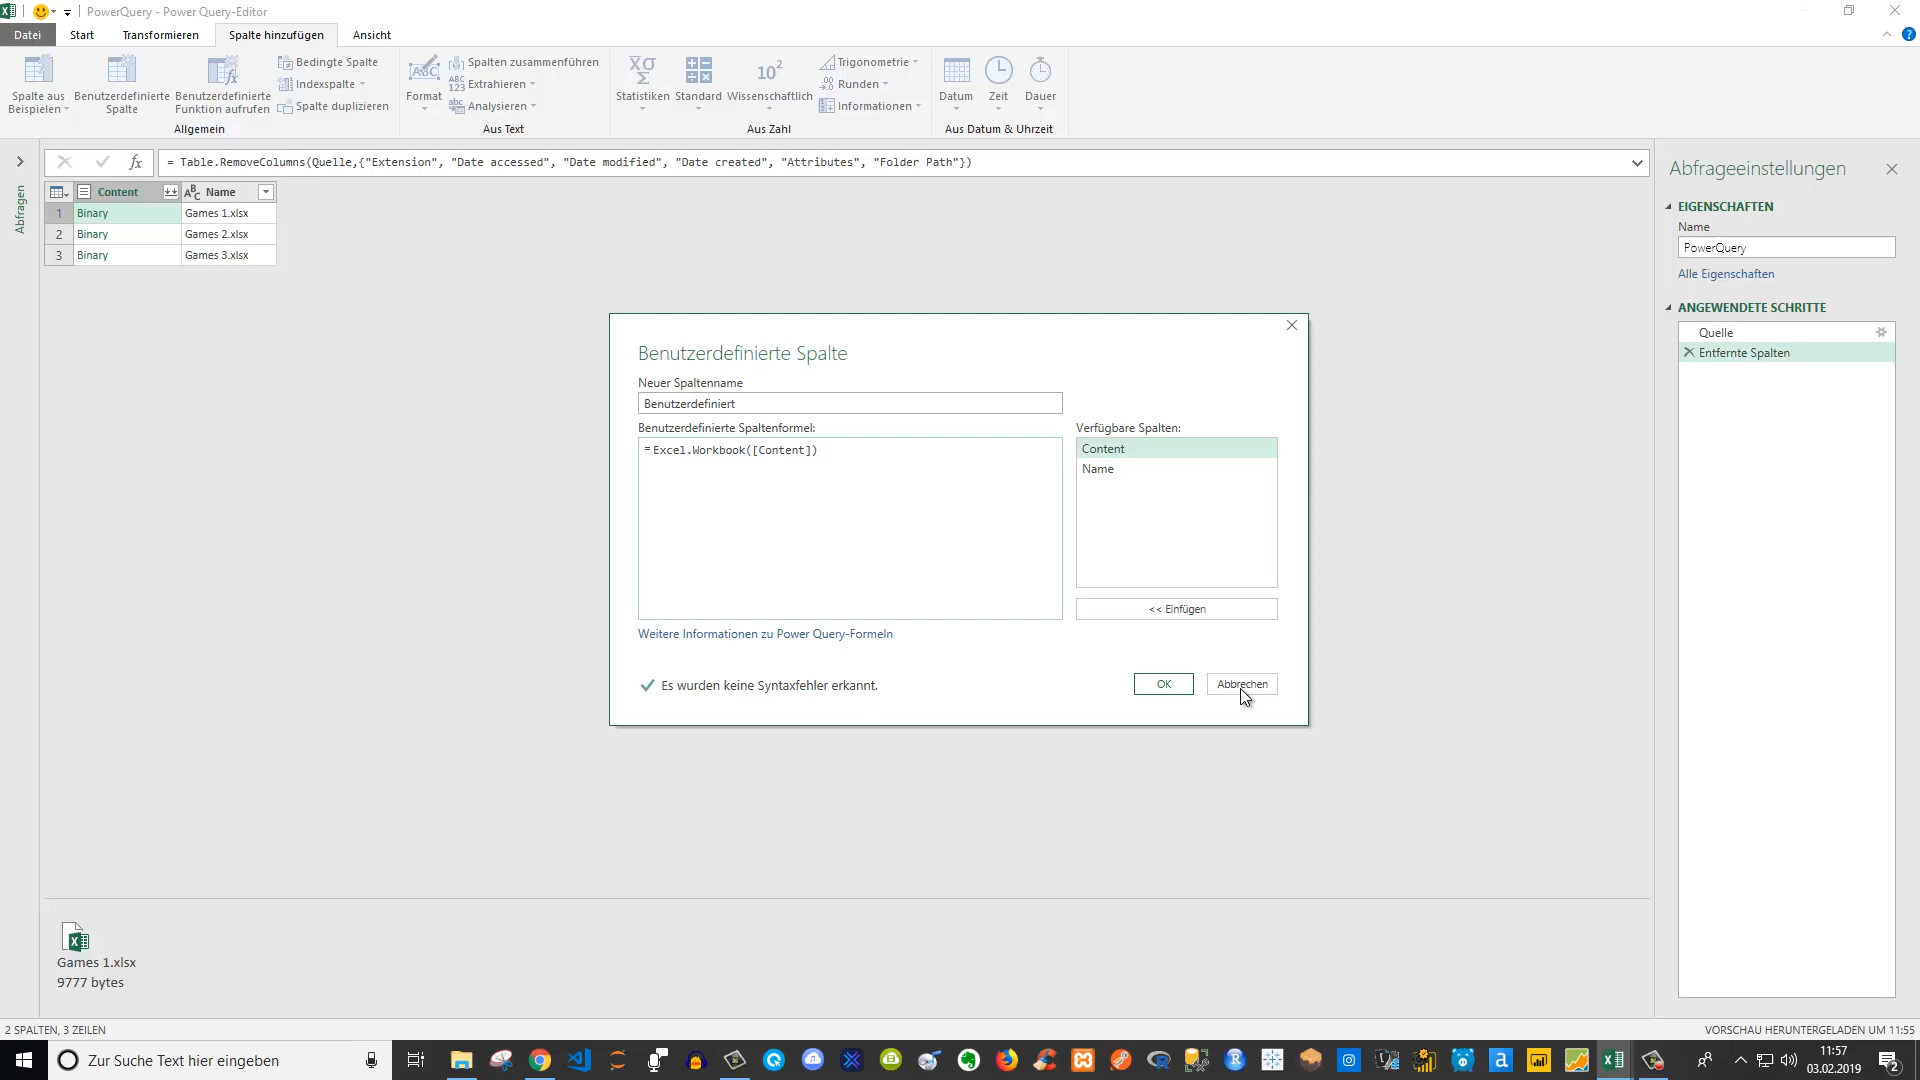 PowerQuery - Power Query-Editor
Datei Start Transformieren Spalte hinzufügen Ansicht
Spalte aus Beispielen
Benutzerdefinierte Spalte
Benutzerdefinierte Funktion aufrufen
Bedingte Spalte
Indexspalte
Spalte duplizieren
Allgemein
Format
Spalten zusammenführen
Extrahieren
Analysieren
Aus Text
Statistiken
Standard
Wissenschaftlich
Trigonometrie
Runden
Informationen
Aus Zahl
Datum
Zeit
Dauer
Aus Datum & Uhrzeit
fx
= Table.RemoveColumns(Quelle,{"Extension", "Date accessed", "Date modified", "Date created", "Attributes", "Folder Path"})
Abfragen
Content Name
1 Binary Games 1.xlsx
2 Binary Games 2.xlsx
3 Binary Games 3.xlsx
Benutzerdefinierte Spalte
Neuer Spaltenname
Benutzerdefiniert
Benutzerdefinierte Spaltenformel:
=Excel.Workbook([Content])
Verfügbare Spalten:
Content
Name
<< Einfügen
Weitere Informationen zu Power Query-Formeln
Es wurden keine Syntaxfehler erkannt.
OK
Abbrechen
Abfrageeinstellungen
EIGENSCHAFTEN
Name
PowerQuery
Alle Eigenschaften
ANGEWENDETE SCHRITTE
Quelle
Entfernte Spalten
Games 1.xlsx
9777 bytes
2 SPALTEN, 3 ZEILEN
VORSCHAU HERUNTERGELADEN UM 11:55
Zur Suche Text hier eingeben
11:57
03.02.2019
2